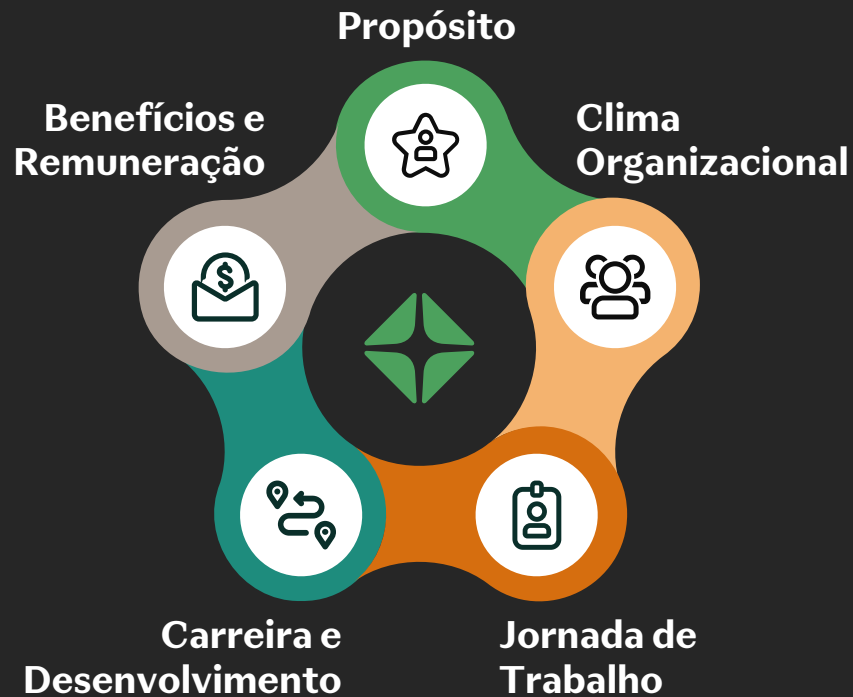 Propósito
Benefícios e
Remuneração
Clima
Organizacional
Carreira e
Desenvolvimento
Jornada de
Trabalho